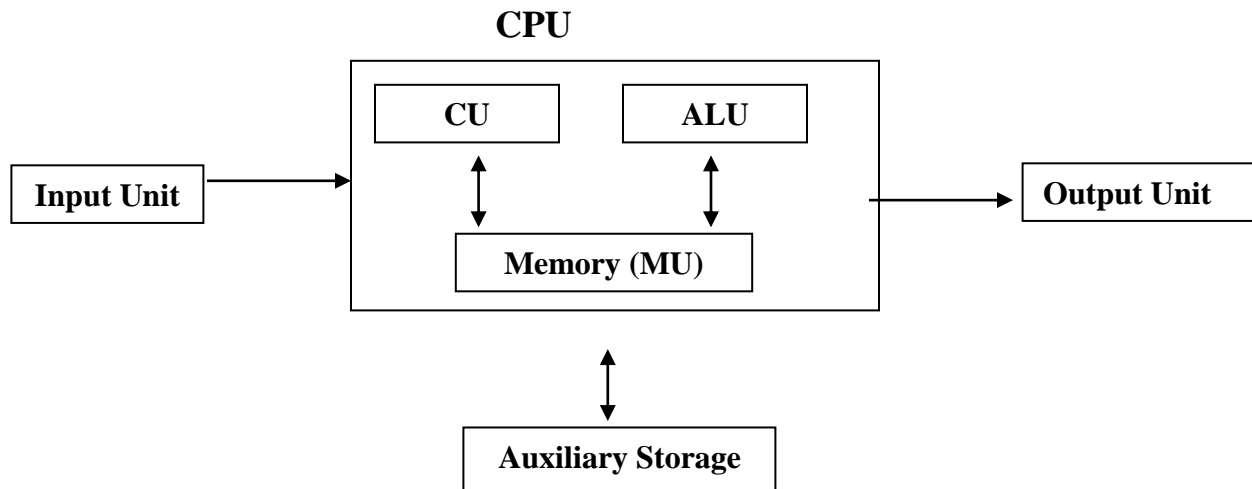 CPU
CU
ALU
Input Unit
Output Unit
Memory (MU)
Auxiliary Storage